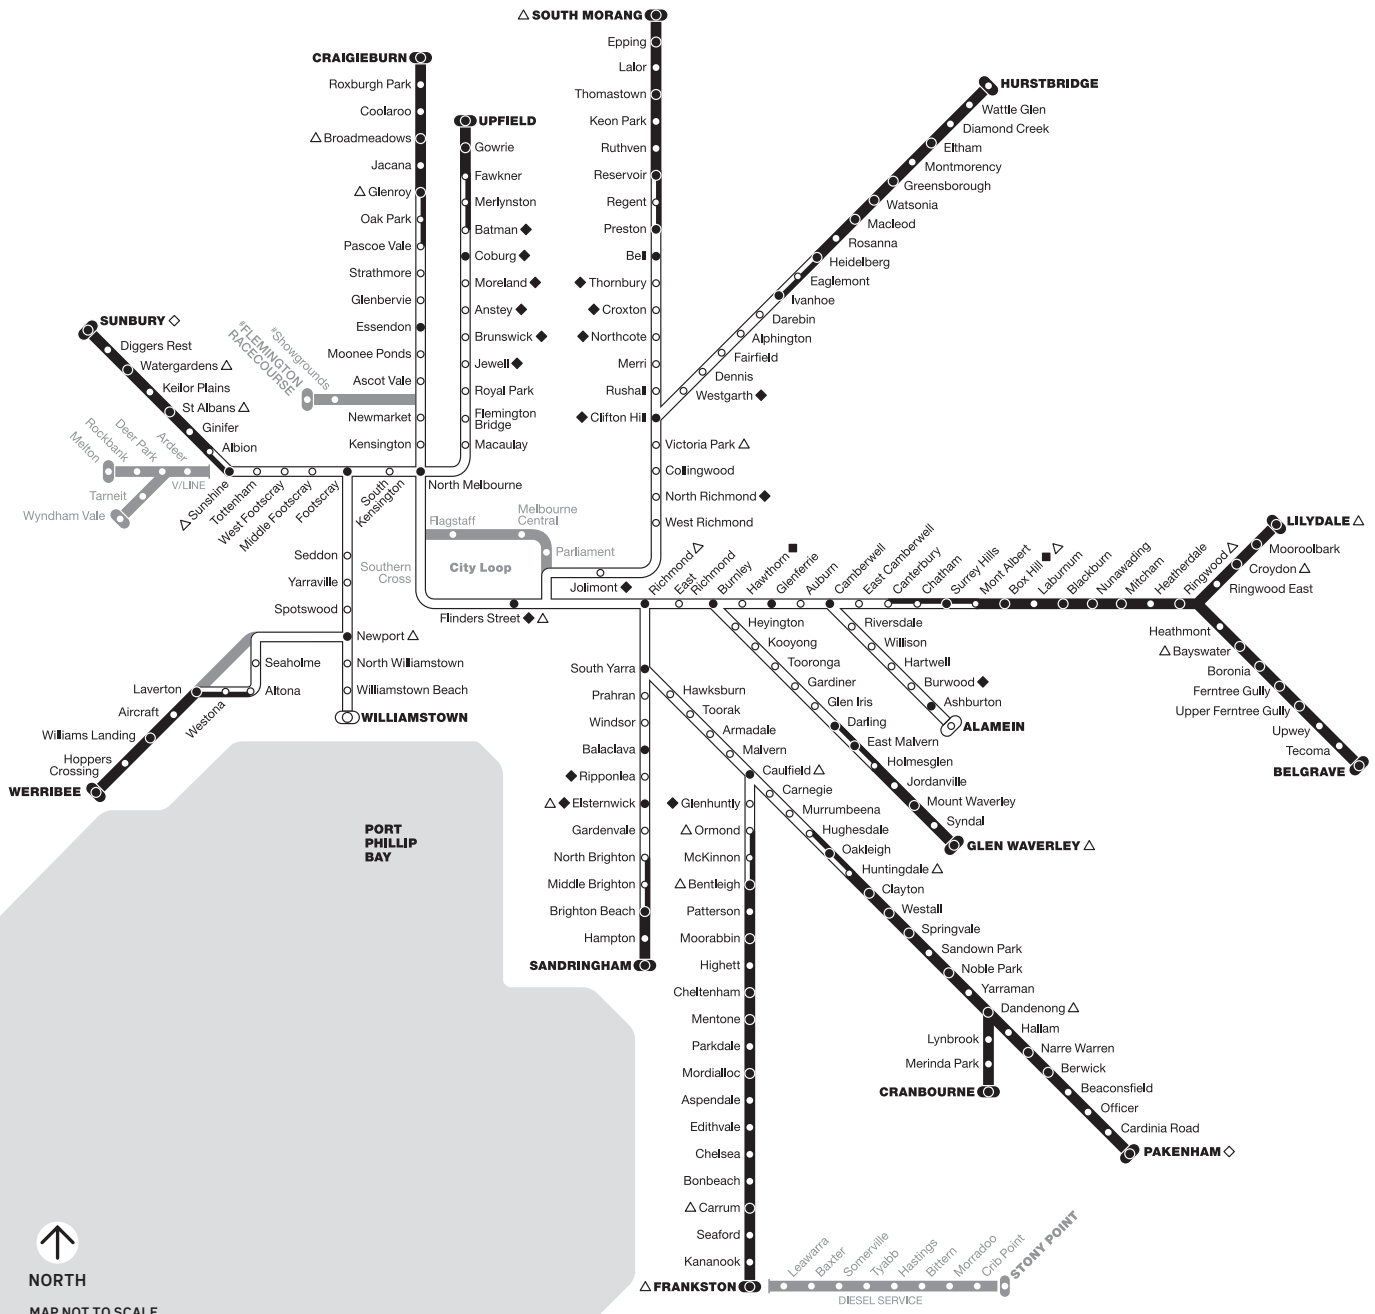 SOUTH MORANG
Epping
Lalor
Thomastown
Keon Park
Ruthven
Reservoir
Regent
Preston
Bell
Thornbury
Croxton
Northcote
Merri
Rushall
Clifton Hill
Victoria Park
Collingwood
North Richmond
West Richmond
Jolimont
CRAIGIEBURN
Roxburgh Park
Coolaroo
Broadmeadows
Jacana
Glenroy
Oak Park
Pascoe Vale
Strathmore
Glenbervie
Essendon
Moonee Ponds
Ascot Vale
Newmarket
Kensington
UPFIELD
Gowrie
Fawkner
Merlynston
Batman
Coburg
Moreland
Anstey
Brunswick
Jewell
Royal Park
Flemington
Bridge
Macaulay
North Melbourne
HURSTBRIDGE
Wattle Glen
Diamond Creek
Eltham
Montmorency
Greensborough
Watsonia
Macleod
Rosanna
Heidelberg
Eaglemont
Ivanhoe
Darebin
Alphington
Fairfield
Dennis
Westgarth
#Showgrounds
#FLEMINGTON
RACECOURSE
SUNBURY
Diggers Rest
Watergardens
Keilor Plains
St Albans
Ginifer
Albion
Melton
Rockbank
Deer Park
Ardeer
V/LINE
Tarneit
Wyndham Vale
Sunshine
Tottenham
West Footscray
Middle Footscray
Footscray
South
Kensington
Flagstaff
Melbourne
Central
Parliament
City Loop
Southern
Cross
Flinders Street
Seddon
Yarraville
Spotswood
Newport
North Williamstown
Williamstown Beach
WILLIAMSTOWN
Seaholme
Altona
Westona
Laverton
Aircraft
Williams Landing
Hoppers
Crossing
WERRIBEE
Richmond
East
Richmond
Burnley
Hawthorn
Glenferrie
Auburn
Camberwell
East Camberwell
Canterbury
Chatham
Surrey Hills
Mont Albert
Box Hill
Laburnum
Blackburn
Nunawading
Mitcham
Heatherdale
Ringwood
LILYDALE
Mooroolbark
Croydon
Ringwood East
Heathmont
Bayswater
Boronia
Ferntree Gully
Upper Ferntree Gully
Upwey
Tecoma
BELGRAVE
Riversdale
Willison
Hartwell
Burwood
Ashburton
ALAMEIN
Heyington
Kooyong
Tooronga
Gardiner
Glen Iris
Darling
East Malvern
Holmesglen
Jordanville
Mount Waverley
Syndal
GLEN WAVERLEY
South Yarra
Prahran
Windsor
Balaclava
Ripponlea
Elsternwick
Gardenvale
North Brighton
Middle Brighton
Brighton Beach
Hampton
SANDRINGHAM
Hawksburn
Toorak
Armadale
Malvern
Caulfield
Carnegie
Murrumbeena
Hughesdale
Oakleigh
Huntingdale
Clayton
Westall
Springvale
Sandown Park
Noble Park
Yarraman
Dandenong
Hallam
Narre Warren
Berwick
Beaconsfield
Officer
Cardinia Road
PAKENHAM
Lynbrook
Merinda Park
CRANBOURNE
Glenhuntly
Ormond
McKinnon
Bentleigh
Patterson
Moorabbin
Highett
Cheltenham
Mentone
Parkdale
Mordialloc
Aspendale
Edithvale
Chelsea
Bonbeach
Carrum
Seaford
Kananook
FRANKSTON
Leawarra
Baxter
Somerville
Tyabb
Hastings
Bittern
Morradoo
Crib Point
STONY POINT
DIESEL SERVICE
PORT
PHILLIP
BAY
NORTH
MAP NOT TO SCALE